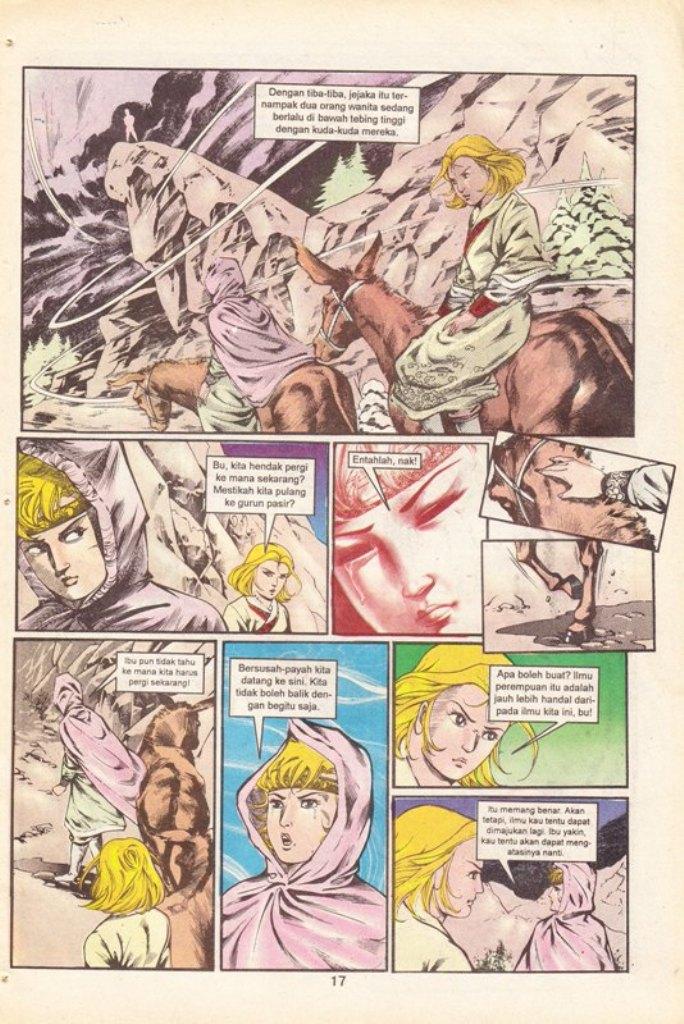 Dengan tiba-tiba, jejaka itu ter-
nampak dua orang wanita sedang
berlalu di bawah tebing tinggi
dengan kuda-kuda mereka.
Bu, kita hendak pergi
ke mana sekarang?
Mestikah kita pulang
ke gurun pasir?
Entahlah, nak!
Ibu pun tidak tahu
ke mana kita harus
pergi sekarang!
Bersusah-payah kita
datang ke sini. Kita
tidak boleh balik den-
gan begitu saja.
Apa boleh buat? Ilmu
perempuan itu adalah
jauh lebih handal dari-
pada ilmu kita ini, bu!
Itu memang benar. Akan
tetapi, ilmu kau tentu dapat
dimajukan lagi. Ibu yakin,
kau tentu akan dapat meng-
atasinya nanti.
17